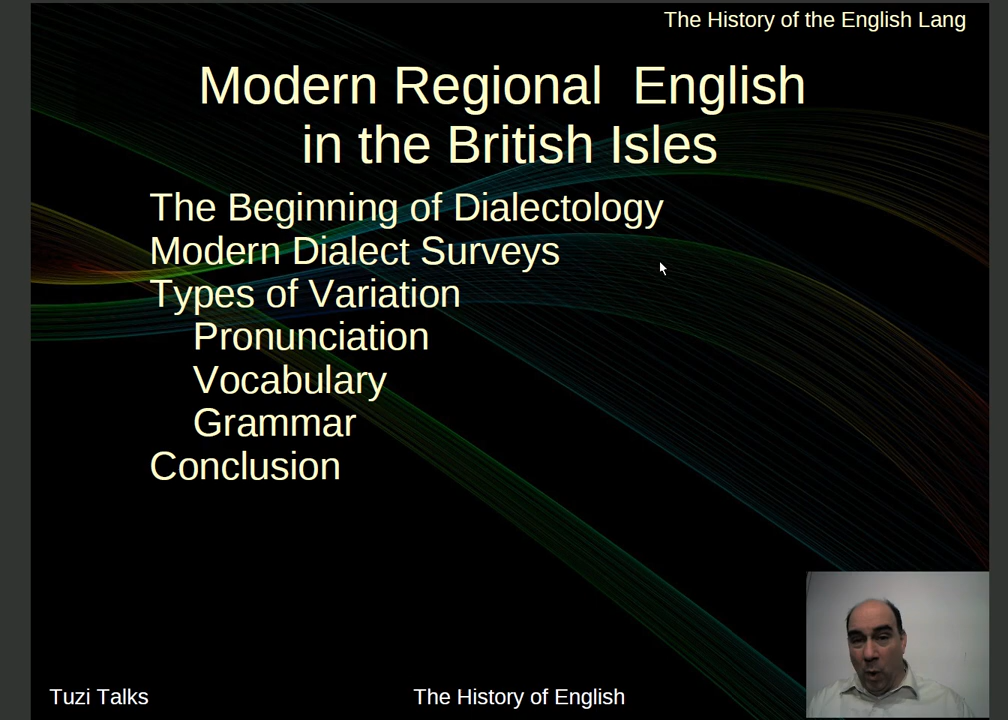 The History of the English Lang
Modern Regional English
in the British Isles
The Beginning of Dialectology
Modern Dialect Surveys
Types of Variation
Pronunciation
Vocabulary
Grammar
Conclusion
Tuzi Talks
The History of English